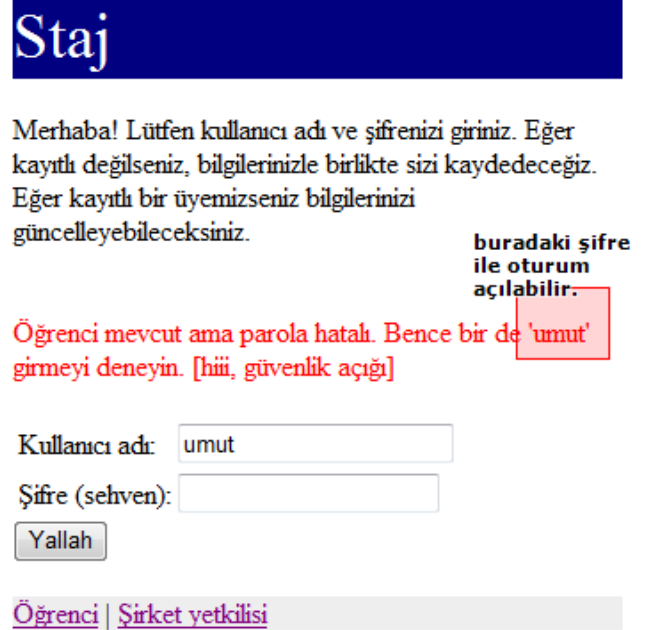 Staj
Merhaba! Lütfen kullanıcı adı ve şifrenizi giriniz. Eğer
kayıtlı değilseniz, bilgilerinizle birlikte sizi kaydedeceğiz.
Eğer kayıtlı bir üyemizseniz bilgilerinizi
güncelleyebileceksiniz.
buradaki şifre
ile oturum
açılabilir.
Öğrenci mevcut ama parola hatalı. Bence bir de 'umut'
girmeyi deneyin. [hiii, güvenlik açığı]
Kullanıcı adı: umut
Şifre (sehven):
Yallah
Öğrenci | Şirket yetkilisi